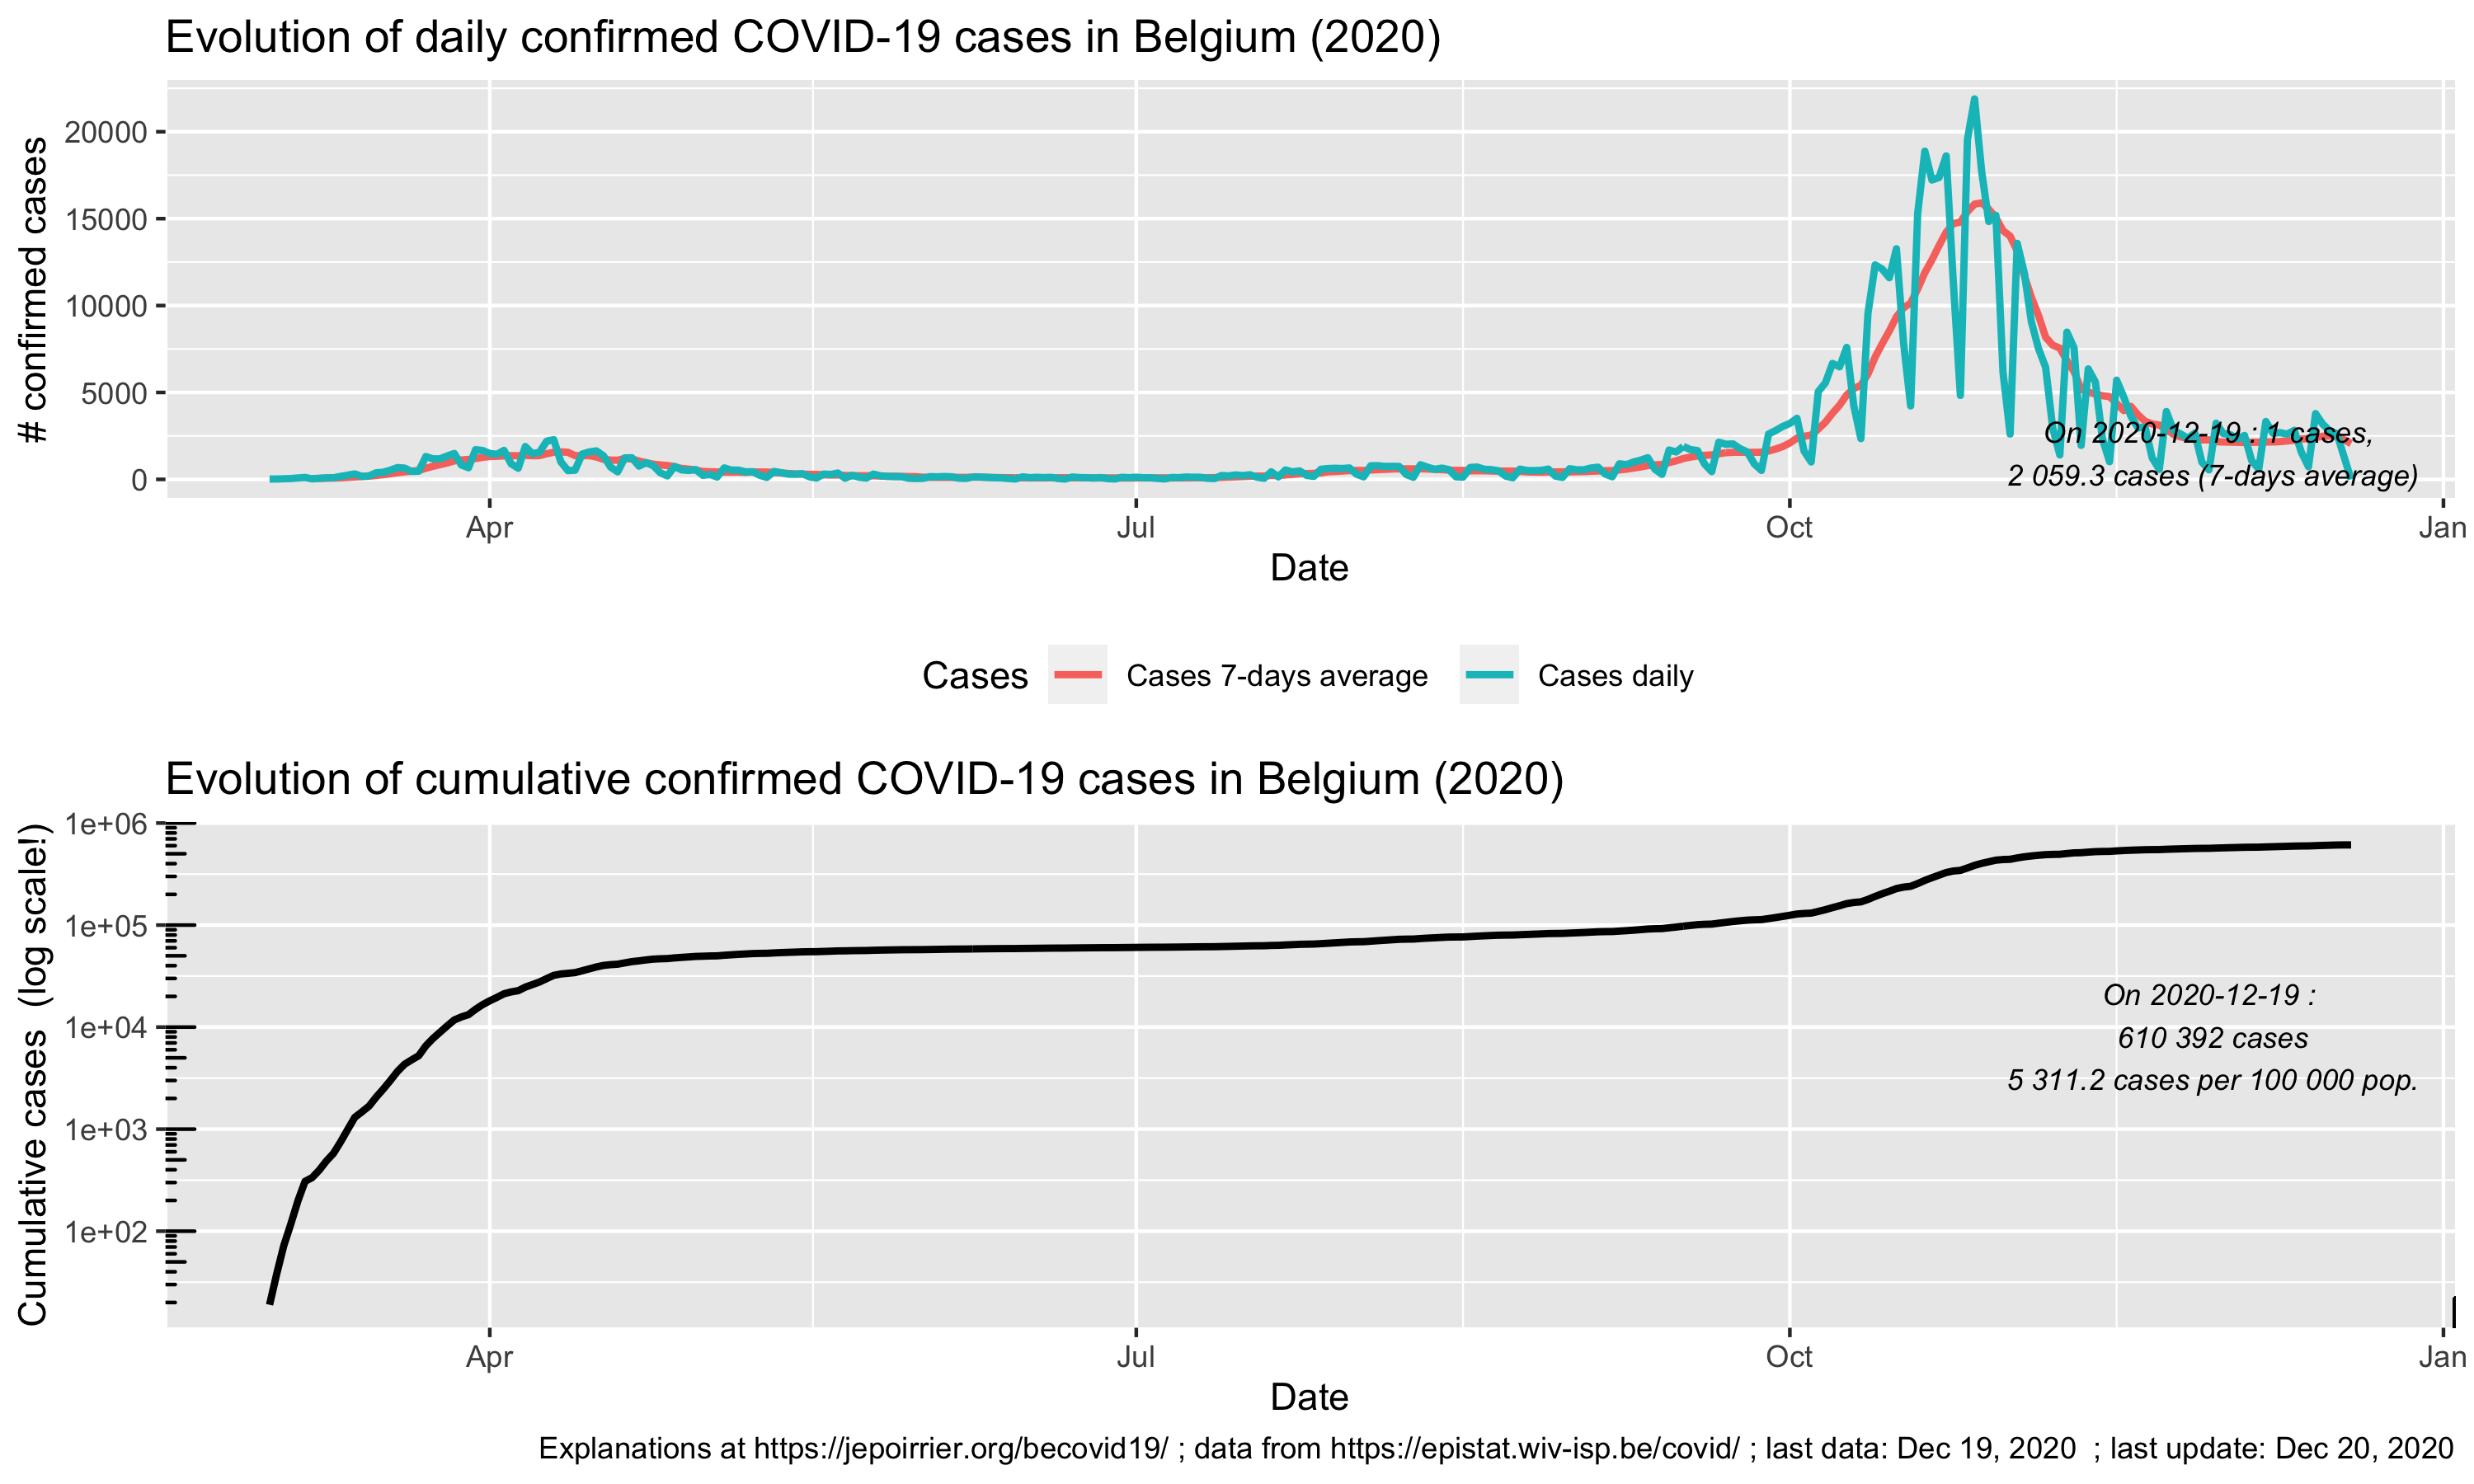 Evolution of daily confirmed COVID-19 cases in Belgium (2020)
# confirmed cases
20000
15000
10000
5000
0
On 2020-12-19 : 1 cases,
2 059.3 cases (7-days average)
Apr
Jul
Oct
Jan
Date
Cases
Cases 7-days average
Cases daily
Evolution of cumulative confirmed COVID-19 cases in Belgium (2020)
Cumulative cases (log scale!)
1e+06
1e+05
1e+04
1e+03
1e+02
On 2020-12-19 :
610 392 cases
5 311.2 cases per 100 000 pop.
Apr
Jul
Oct
Jan
Date
Explanations at https://jepoirrier.org/becovid19/ ; data from https://epistat.wiv-isp.be/covid/ ; last data: Dec 19, 2020 ; last update: Dec 20, 2020